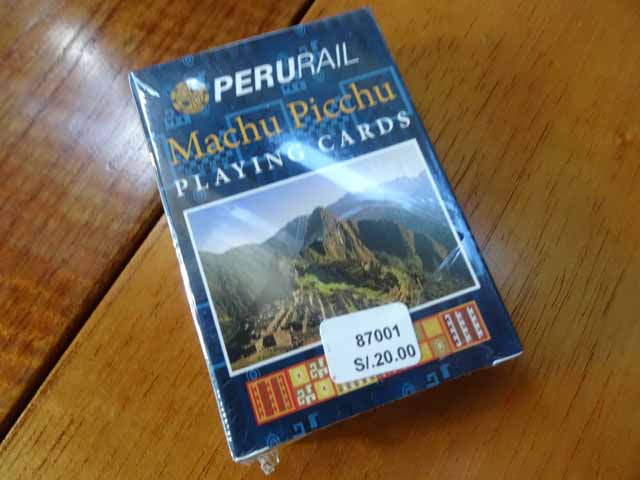 PERURAIL
Machu Picchu
PLAYING CARDS
87001
S/.20.00